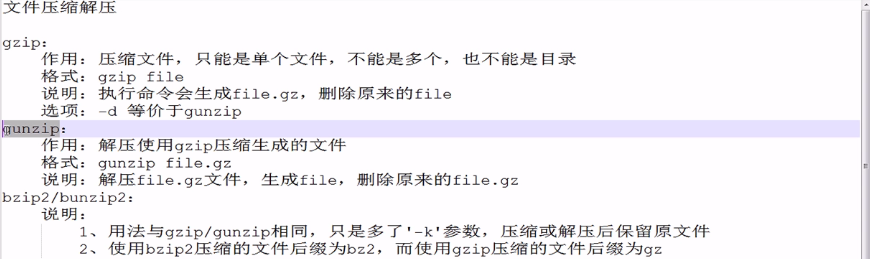 文件压缩解压
gzip：
作用：压缩文件，只能是单个文件，不能是多个，也不能是目录
格式：gzip file
说明：执行命令会生成file.gz，删除原来的file
选项：-d 等价于gunzip
gunzip：
作用：解压使用gzip压缩生成的文件
格式：gunzip file.gz
说明：解压file.gz文件，生成file，删除原来的file.gz
bzip2/bunzip2：
说明：
1、用法与gzip/gunzip相同，只是多了'-k'参数，压缩或解压后保留原文件
2、使用bzip2压缩的文件后缀为bz2，而使用gzip压缩的文件后缀为gz